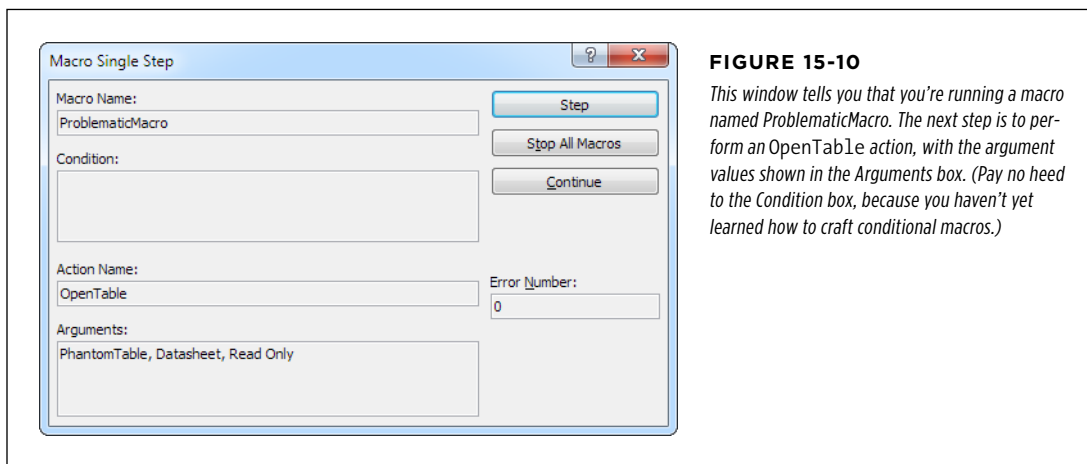 Macro Single Step
Macro Name:
ProblematicMacro
Condition:
Action Name:
OpenTable
Arguments:
PhantomTable, Datasheet, Read Only
Step
Stop All Macros
Continue
Error Number:
0
FIGURE 15-10
This window tells you that you're running a macro
named ProblematicMacro. The next step is to per-
form an OpenTable action, with the argument
values shown in the Arguments box. (Pay no heed
to the Condition box, because you haven't yet
learned how to craft conditional macros.)